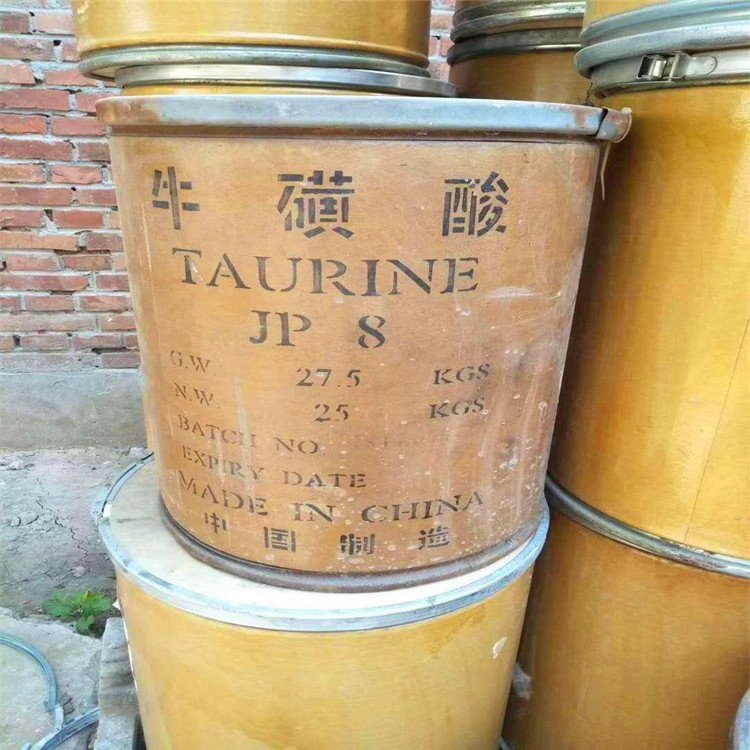 牛磺酸
TAURINE
JP 8
G.W. 27.5 KGS
N.W. 25 KGS
BATCH NO.
EXPIRY DATE
MADE IN CHINA
中国制造